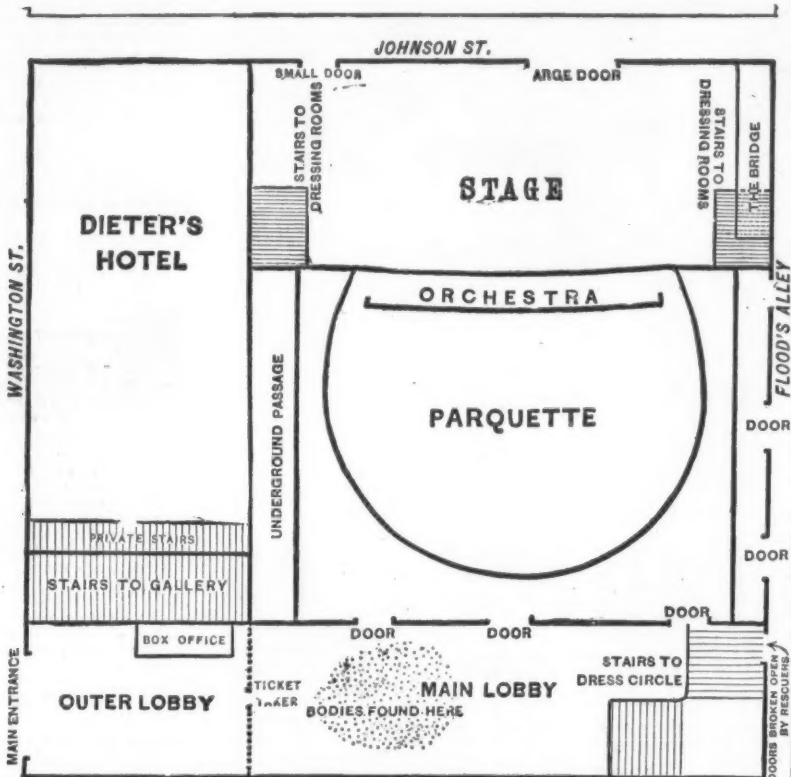 JOHNSON ST.
SMALL DOOR
ARGE DOOR
STAIRS TO
DRESSING ROOMS
STAGE
STAIRS TO
DRESSING ROOMS
THE BRIDGE
DIETER'S
HOTEL
WASHINGTON ST.
ORCHESTRA
FLOOD'S ALLEY
UNDERGROUND PASSAGE
PARQUETTE
DOOR
PRIVATE STAIRS
DOOR
STAIRS TO GALLERY
DOOR
BOX OFFICE
DOOR
DOOR
MAIN ENTRANCE
OUTER LOBBY
TICKET
TAKER
MAIN LOBBY
BODIES FOUND HERE
STAIRS TO
DRESS CIRCLE
DOORS BROKEN OPEN
BY RESCUERS